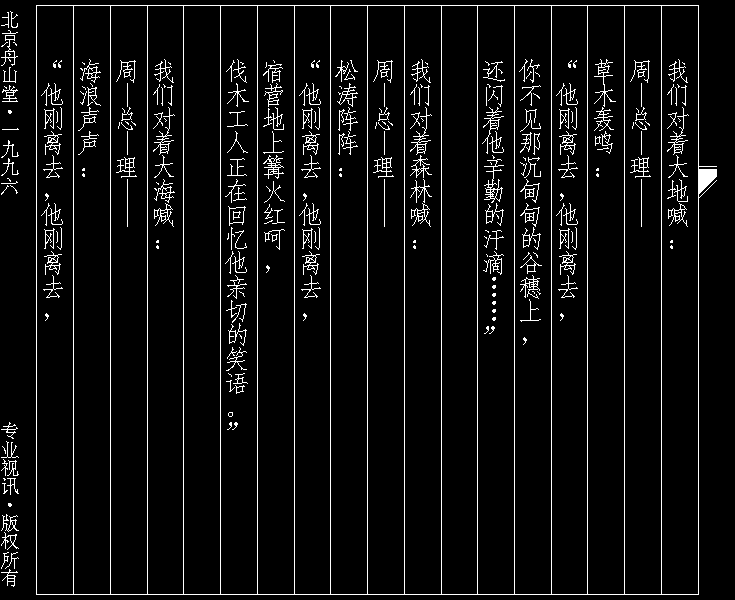 我们对着大地喊：
周—总—理——
草木轰鸣：
“他刚离去，他刚离去，
你不见那沉甸甸的谷穗上，
还闪着他辛勤的汗滴……”
我们对着森林喊：
周—总—理——
松涛阵阵：
“他刚离去，他刚离去，
宿营地上篝火红呵，
伐木工人正在回忆他亲切的笑语。”
我们对着大海喊：
周—总—理——
海浪声声：
“他刚离去，他刚离去，
北京舟山堂·一九九六
专业视讯·版权所有